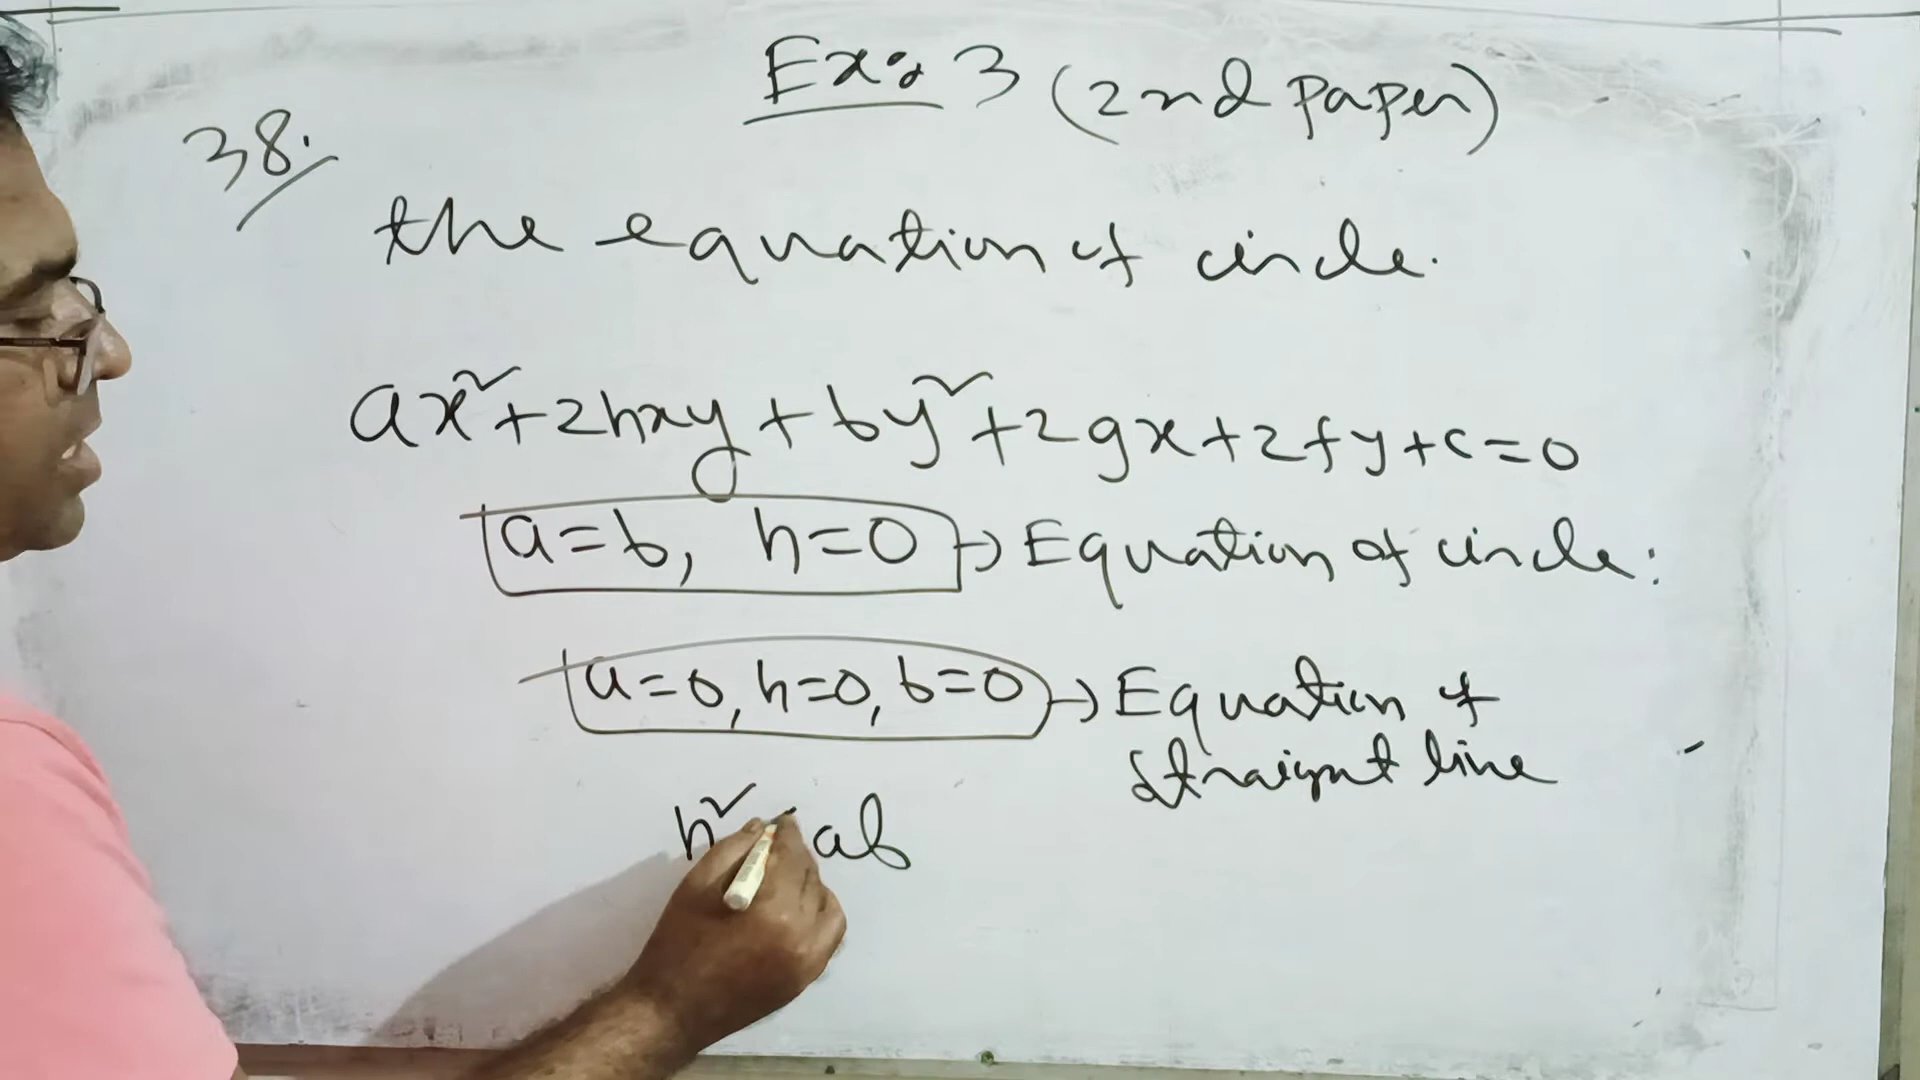 Ex: 3 (2nd paper)
38.
the equation of circle.
ax²+2hxy+by²+2gx+2fy+c=0
a=b, h=0 → Equation of circle.
a=0, h=0, b=0 → Equation of
straight line
h² ab